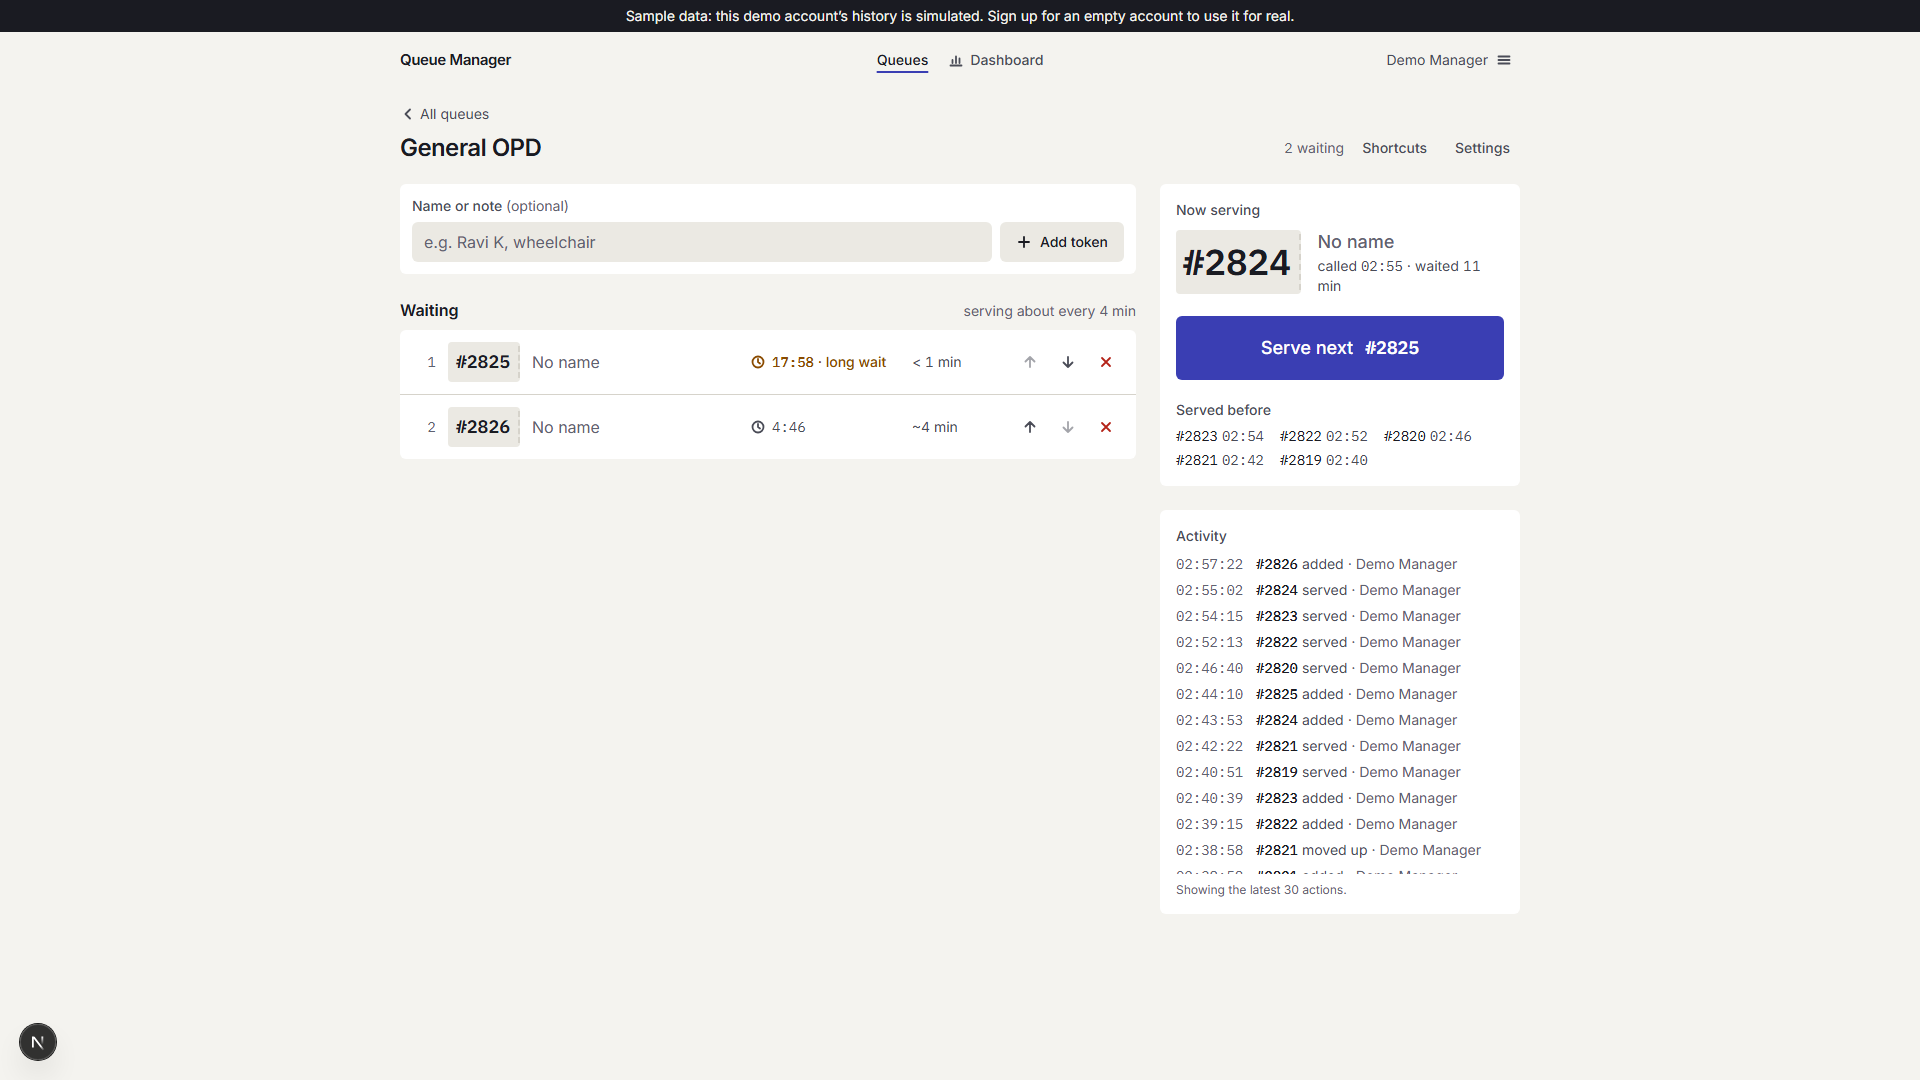 Sample data: this demo account's history is simulated. Sign up for an empty account to use it for real.
Queue Manager
Queues
Dashboard
Demo Manager
All queues
General OPD
2 waiting
Shortcuts
Settings
Name or note (optional)
e.g. Ravi K, wheelchair
Add token
Waiting
serving about every 4 min
1 #2825 No name 17:58 · long wait < 1 min
2 #2826 No name 4:46 ~4 min
Now serving
#2824
No name
called 02:55 · waited 11
min
Serve next #2825
Served before
#2823 02:54 #2822 02:52 #2820 02:46
#2821 02:42 #2819 02:40
Activity
02:57:22 #2826 added · Demo Manager
02:55:02 #2824 served · Demo Manager
02:54:15 #2823 served · Demo Manager
02:52:13 #2822 served · Demo Manager
02:46:40 #2820 served · Demo Manager
02:44:10 #2825 added · Demo Manager
02:43:53 #2824 added · Demo Manager
02:42:22 #2821 served · Demo Manager
02:40:51 #2819 served · Demo Manager
02:40:39 #2823 added · Demo Manager
02:39:15 #2822 added · Demo Manager
02:38:58 #2821 moved up · Demo Manager
Showing the latest 30 actions.
N